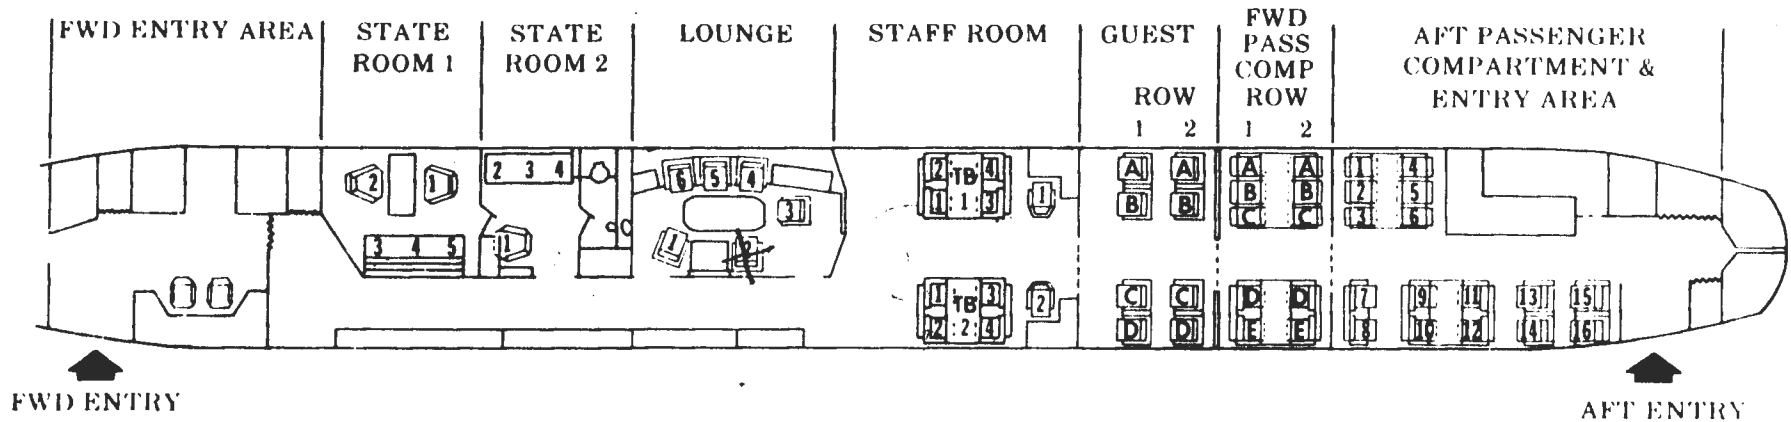 FWD ENTRY AREA
STATE
ROOM 1
STATE
ROOM 2
LOUNGE
STAFF ROOM
GUEST
ROW
1 2
FWD
PASS
COMP
ROW
1 2
AFT PASSENGER
COMPARTMENT &
ENTRY AREA
2 1
3 4 5
2 3 4
1
6 5 4
3
1 2
2 4
TB
1 1 3
1
1 3
TB
2 2 4
2
A A
B B
C C
D D
A A
B B
C C
D D
E E
1 4
2 5
3 6
7 9 11 13 15
8 10 12 14 16
FWD ENTRY
AFT ENTRY